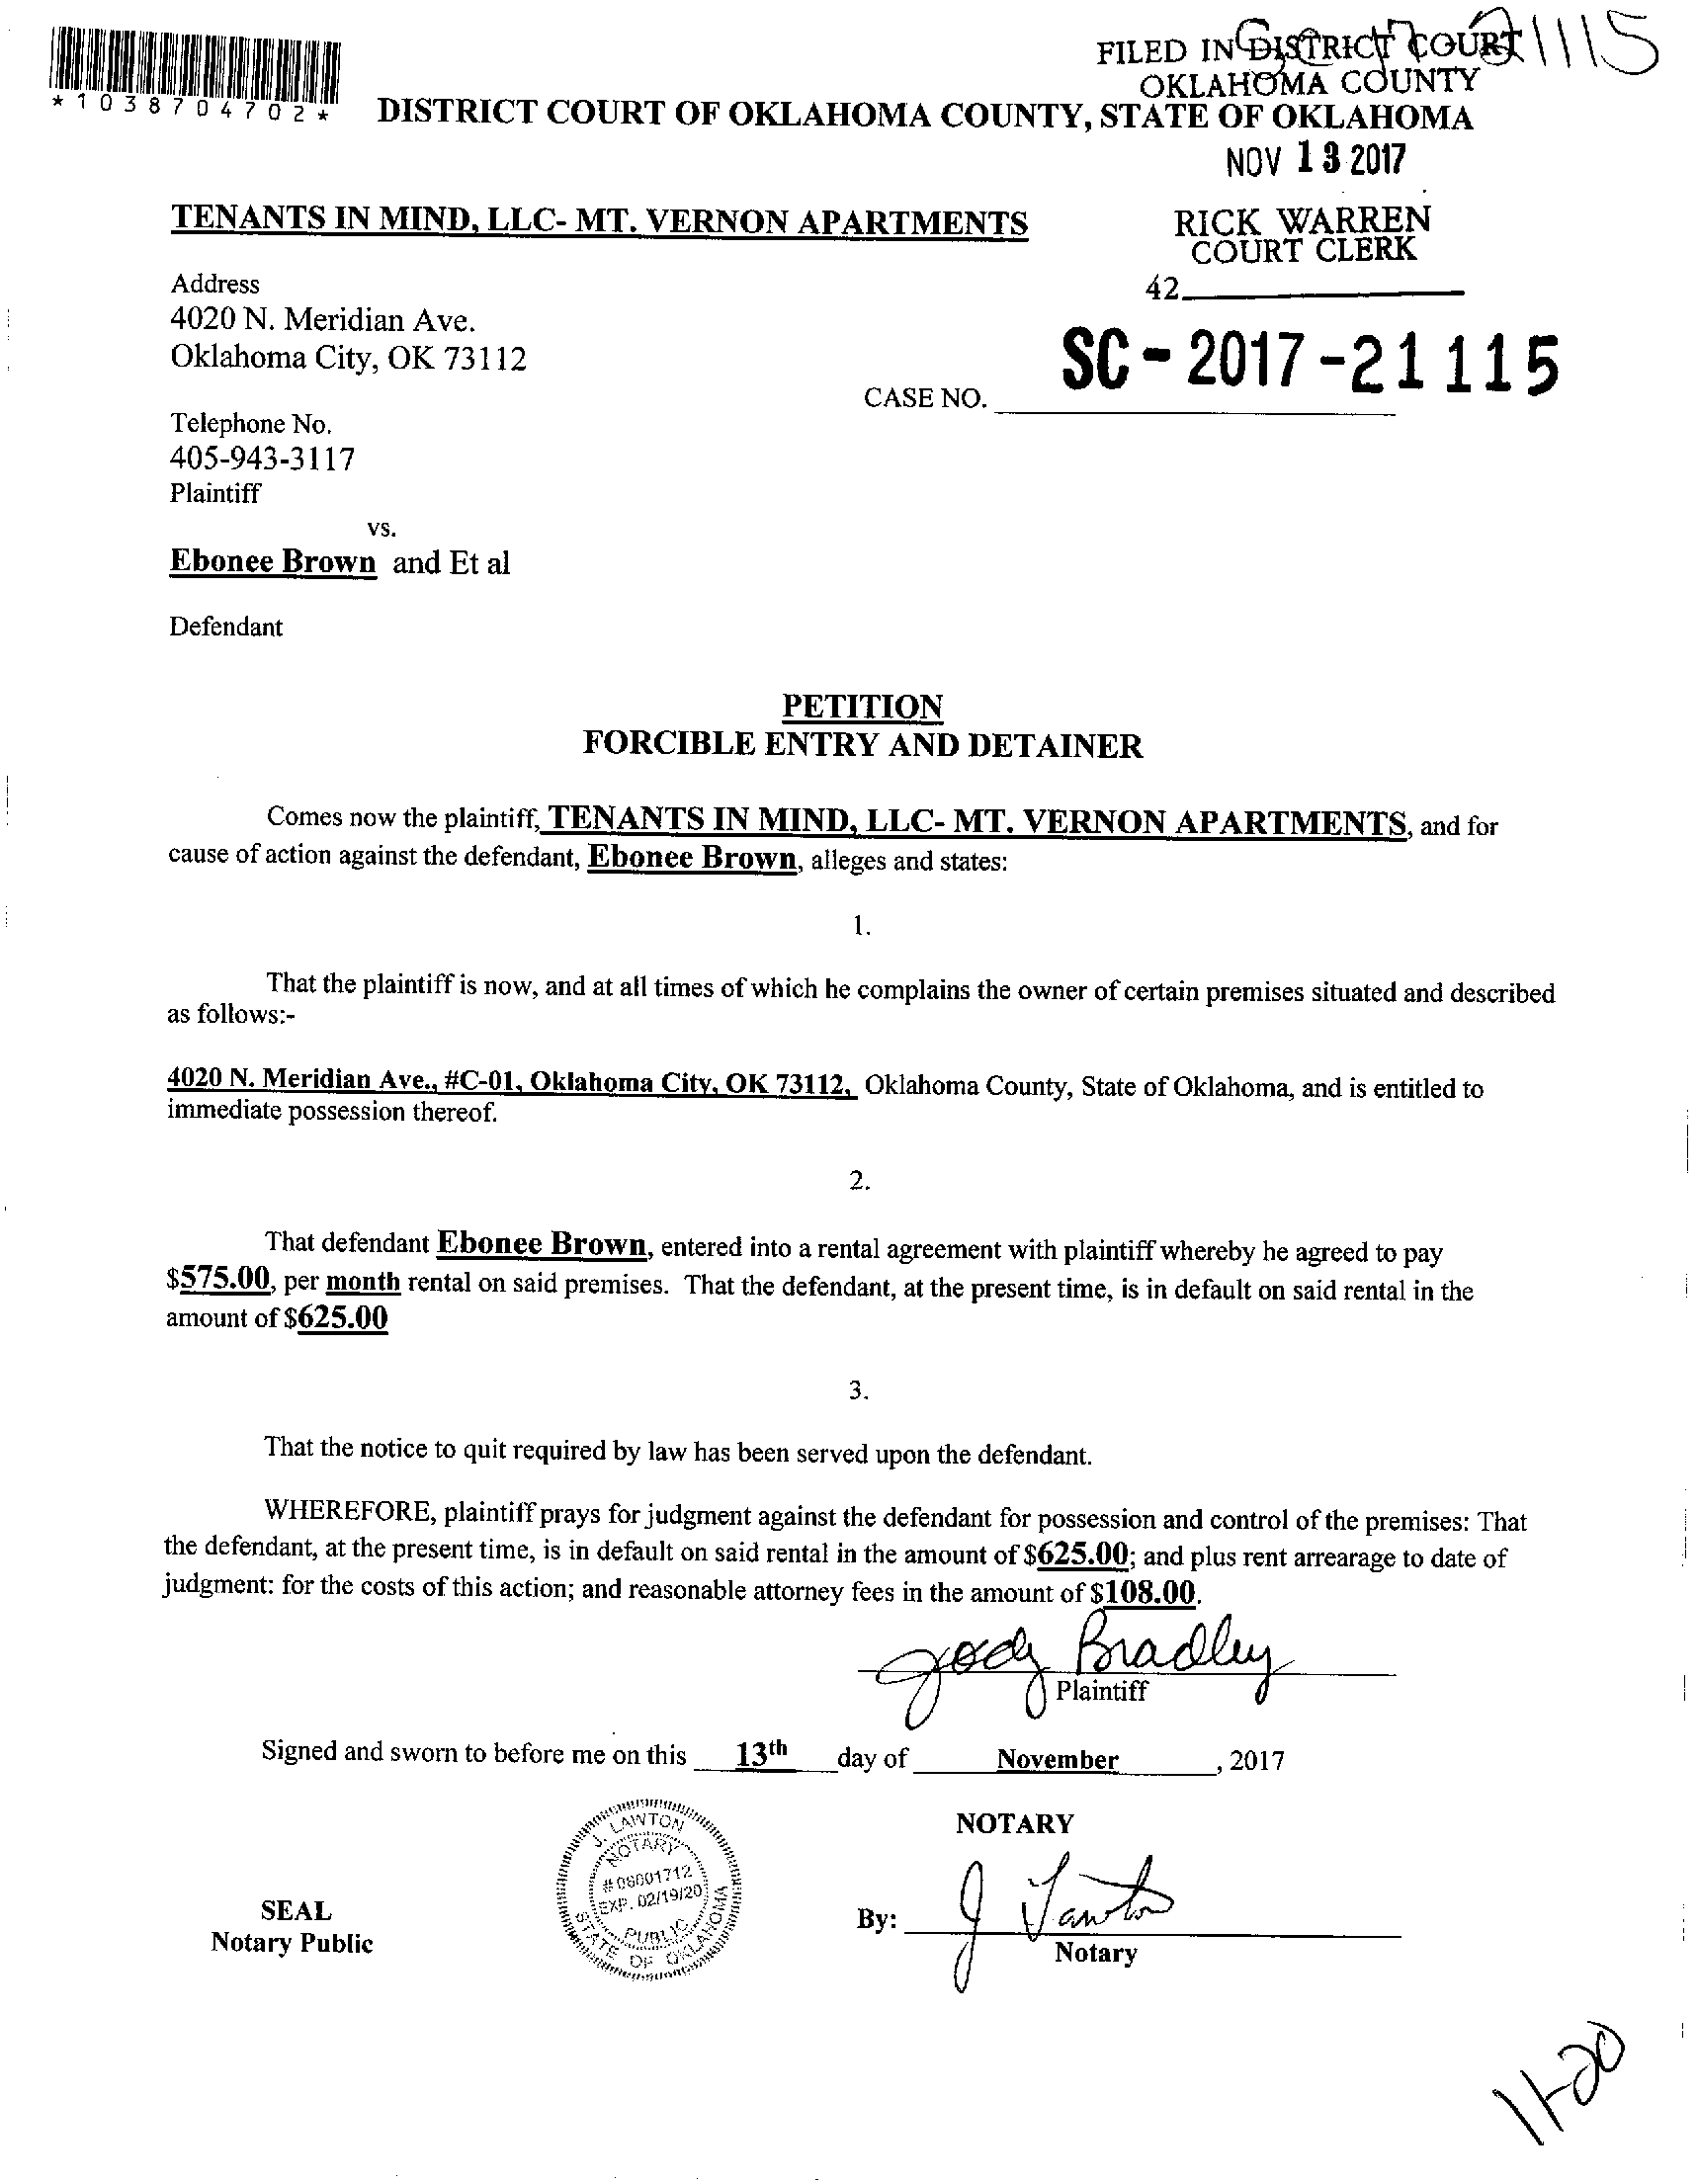 FILED IN DISTRICT COURT
OKLAHOMA COUNTY
*1038704702*
DISTRICT COURT OF OKLAHOMA COUNTY, STATE OF OKLAHOMA
NOV 13 2017
TENANTS IN MIND, LLC- MT. VERNON APARTMENTS
RICK WARREN
COURT CLERK
Address
42
4020 N. Meridian Ave.
Oklahoma City, OK 73112
SC-2017-21115
CASE NO.
Telephone No.
405-943-3117
Plaintiff
vs.
Ebonee Brown and Et al
Defendant
PETITION
FORCIBLE ENTRY AND DETAINER
Comes now the plaintiff, TENANTS IN MIND, LLC- MT. VERNON APARTMENTS, and for
cause of action against the defendant, Ebonee Brown, alleges and states:
1.
That the plaintiff is now, and at all times of which he complains the owner of certain premises situated and described
as follows:-
4020 N. Meridian Ave., #C-01, Oklahoma City, OK 73112, Oklahoma County, State of Oklahoma, and is entitled to
immediate possession thereof.
2.
That defendant Ebonee Brown, entered into a rental agreement with plaintiff whereby he agreed to pay
$575.00, per month rental on said premises. That the defendant, at the present time, is in default on said rental in the
amount of $625.00
3.
That the notice to quit required by law has been served upon the defendant.
WHEREFORE, plaintiff prays for judgment against the defendant for possession and control of the premises: That
the defendant, at the present time, is in default on said rental in the amount of $625.00; and plus rent arrearage to date of
judgment: for the costs of this action; and reasonable attorney fees in the amount of $108.00.
Jody Bradley
Plaintiff
Signed and sworn to before me on this 13th day of November, 2017
J. LAWTON
NOTARY
#08001712
EXP. 02/19/20
PUBLIC
STATE OF OKLAHOMA
NOTARY
SEAL
Notary Public
By: J Lawton
Notary
11-20